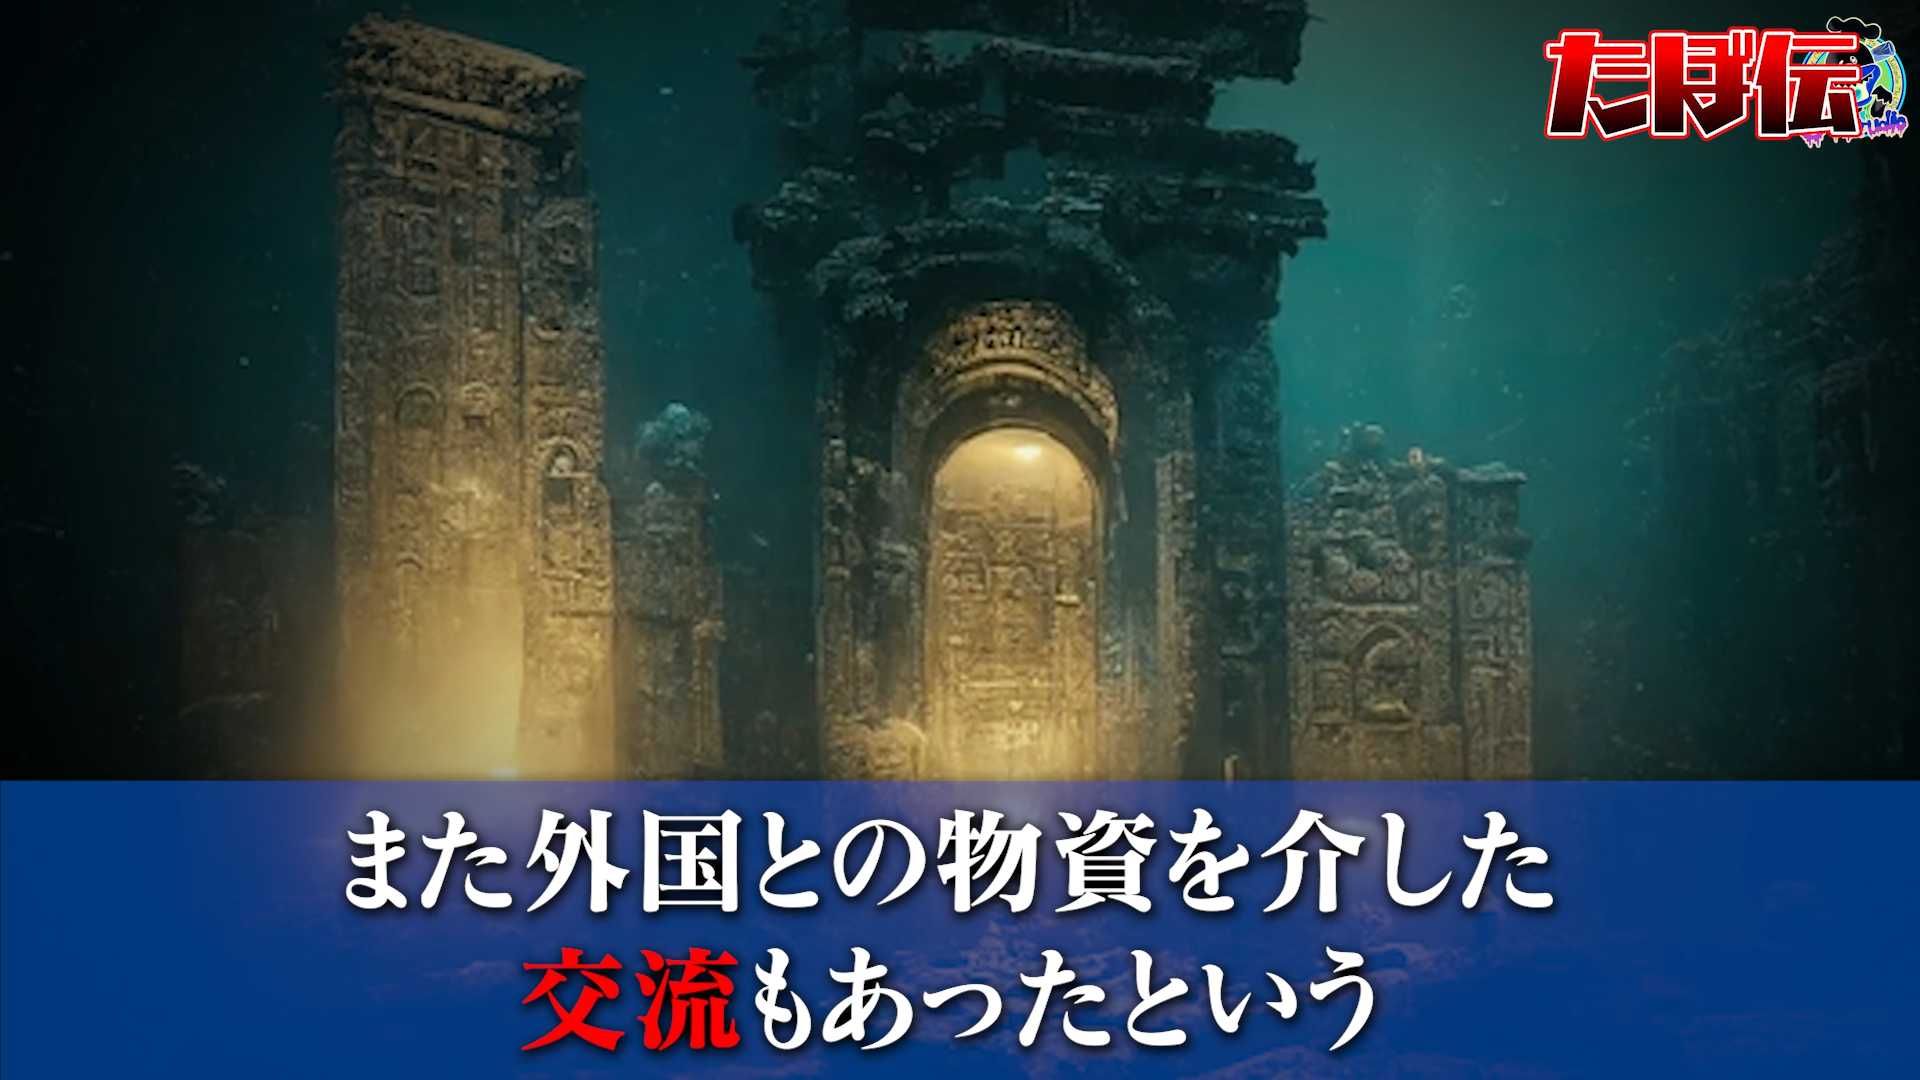 たぼ伝
また外国との物資を介した
交流もあったという